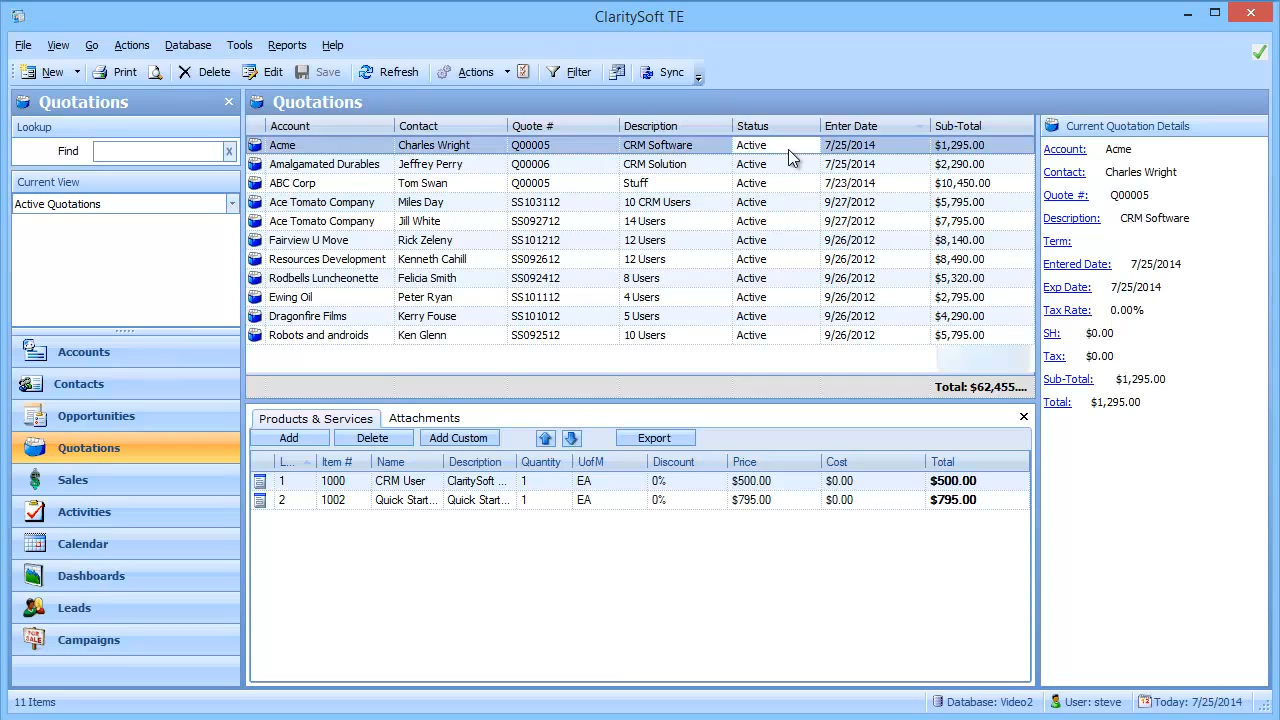 ClaritySoft TE
File View Go Actions Database Tools Reports Help
New Print Delete Edit Save Refresh Actions Filter Sync
Quotations
Lookup
Find X
Current View
Active Quotations
Accounts
Contacts
Opportunities
Quotations
Sales
Activities
Calendar
Dashboards
Leads
Campaigns
Quotations
Account Contact Quote # Description Status Enter Date Sub-Total
Acme Charles Wright Q00005 CRM Software Active 7/25/2014 $1,295.00
Amalgamated Durables Jeffrey Perry Q00006 CRM Solution Active 7/25/2014
ABC Corp Tom Swan Q00005 Stuff Active 7/23/2014
Ace Tomato Company Miles Day SS103112 10 CRM Users Active 9/27/2012 $5,795.00
Ace Tomato Company Jill White SS092712 14 Users Active 9/27/2012
Fairview U Move Rick Zeleny SS101212 12 Users Active 9/26/2012 $8,140.00
Resources Development Kenneth Cahill SS092612 12 Users Active 9/26/2012 $8,490.00
Rodbells Luncheonette Felicia Smith SS092412 8 Users Active 9/26/2012
Ewing Oil Peter Ryan SS101112 4 Users Active 9/26/2012 $2,795.00
Dragonfire Films Kerry Fouse SS101012 5 Users Active 9/26/2012 $4,290.00
Robots and androids Ken Glenn SS092512 10 Users Active 9/26/2012 $5,795.00
Total: $62,455....
Products & Services Attachments
Add Delete Add Custom Export
L... Item # Name Description Quantity UofM Discount Price Cost Total
1 1000 CRM User ClaritySoft ... 1 EA 0% $500.00 $0.00 $500.00
2 1002 Quick Start... Quick Start... 1 EA 0% $795.00 $0.00 $795.00
Current Quotation Details
Account: Acme
Contact: Charles Wright
Quote #: Q00005
Description: CRM Software
Term:
Entered Date: 7/25/2014
Exp Date: 7/25/2014
Tax Rate: 0.00%
SH: $0.00
Tax: $0.00
Sub-Total: $1,295.00
Total: $1,295.00
11 Items
Database: Video2 User: steve Today: 7/25/2014